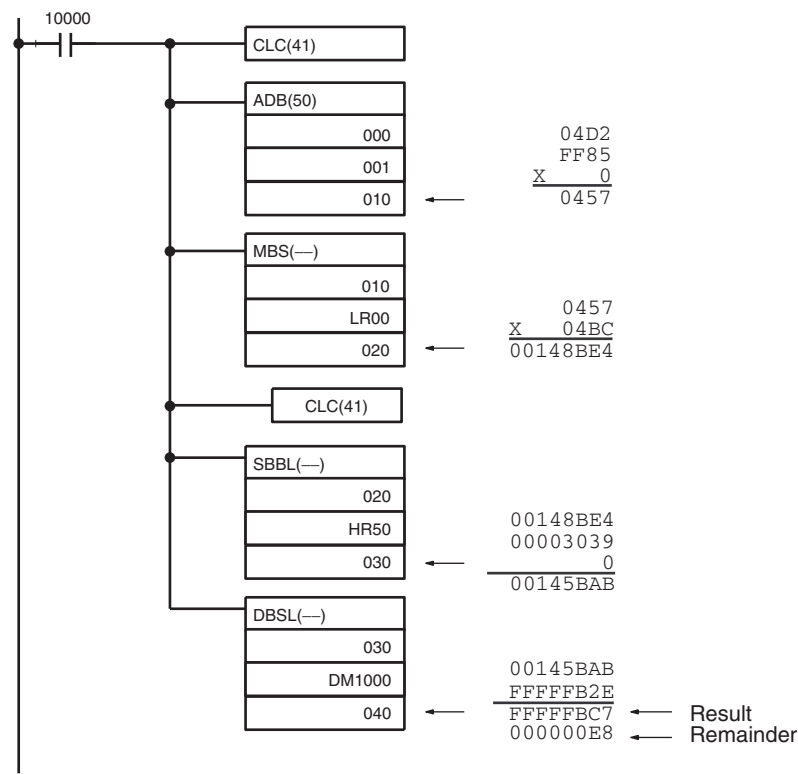 10000
CLC(41)
ADB(50)
000
001
010
04D2
FF85
X 0
0457
MBS(––)
010
LR00
020
0457
X 04BC
00148BE4
CLC(41)
SBBL(––)
020
HR50
030
00148BE4
00003039
0
00145BAB
DBSL(––)
030
DM1000
040
00145BAB
FFFFFB2E
FFFFFBC7 Result
000000E8 Remainder